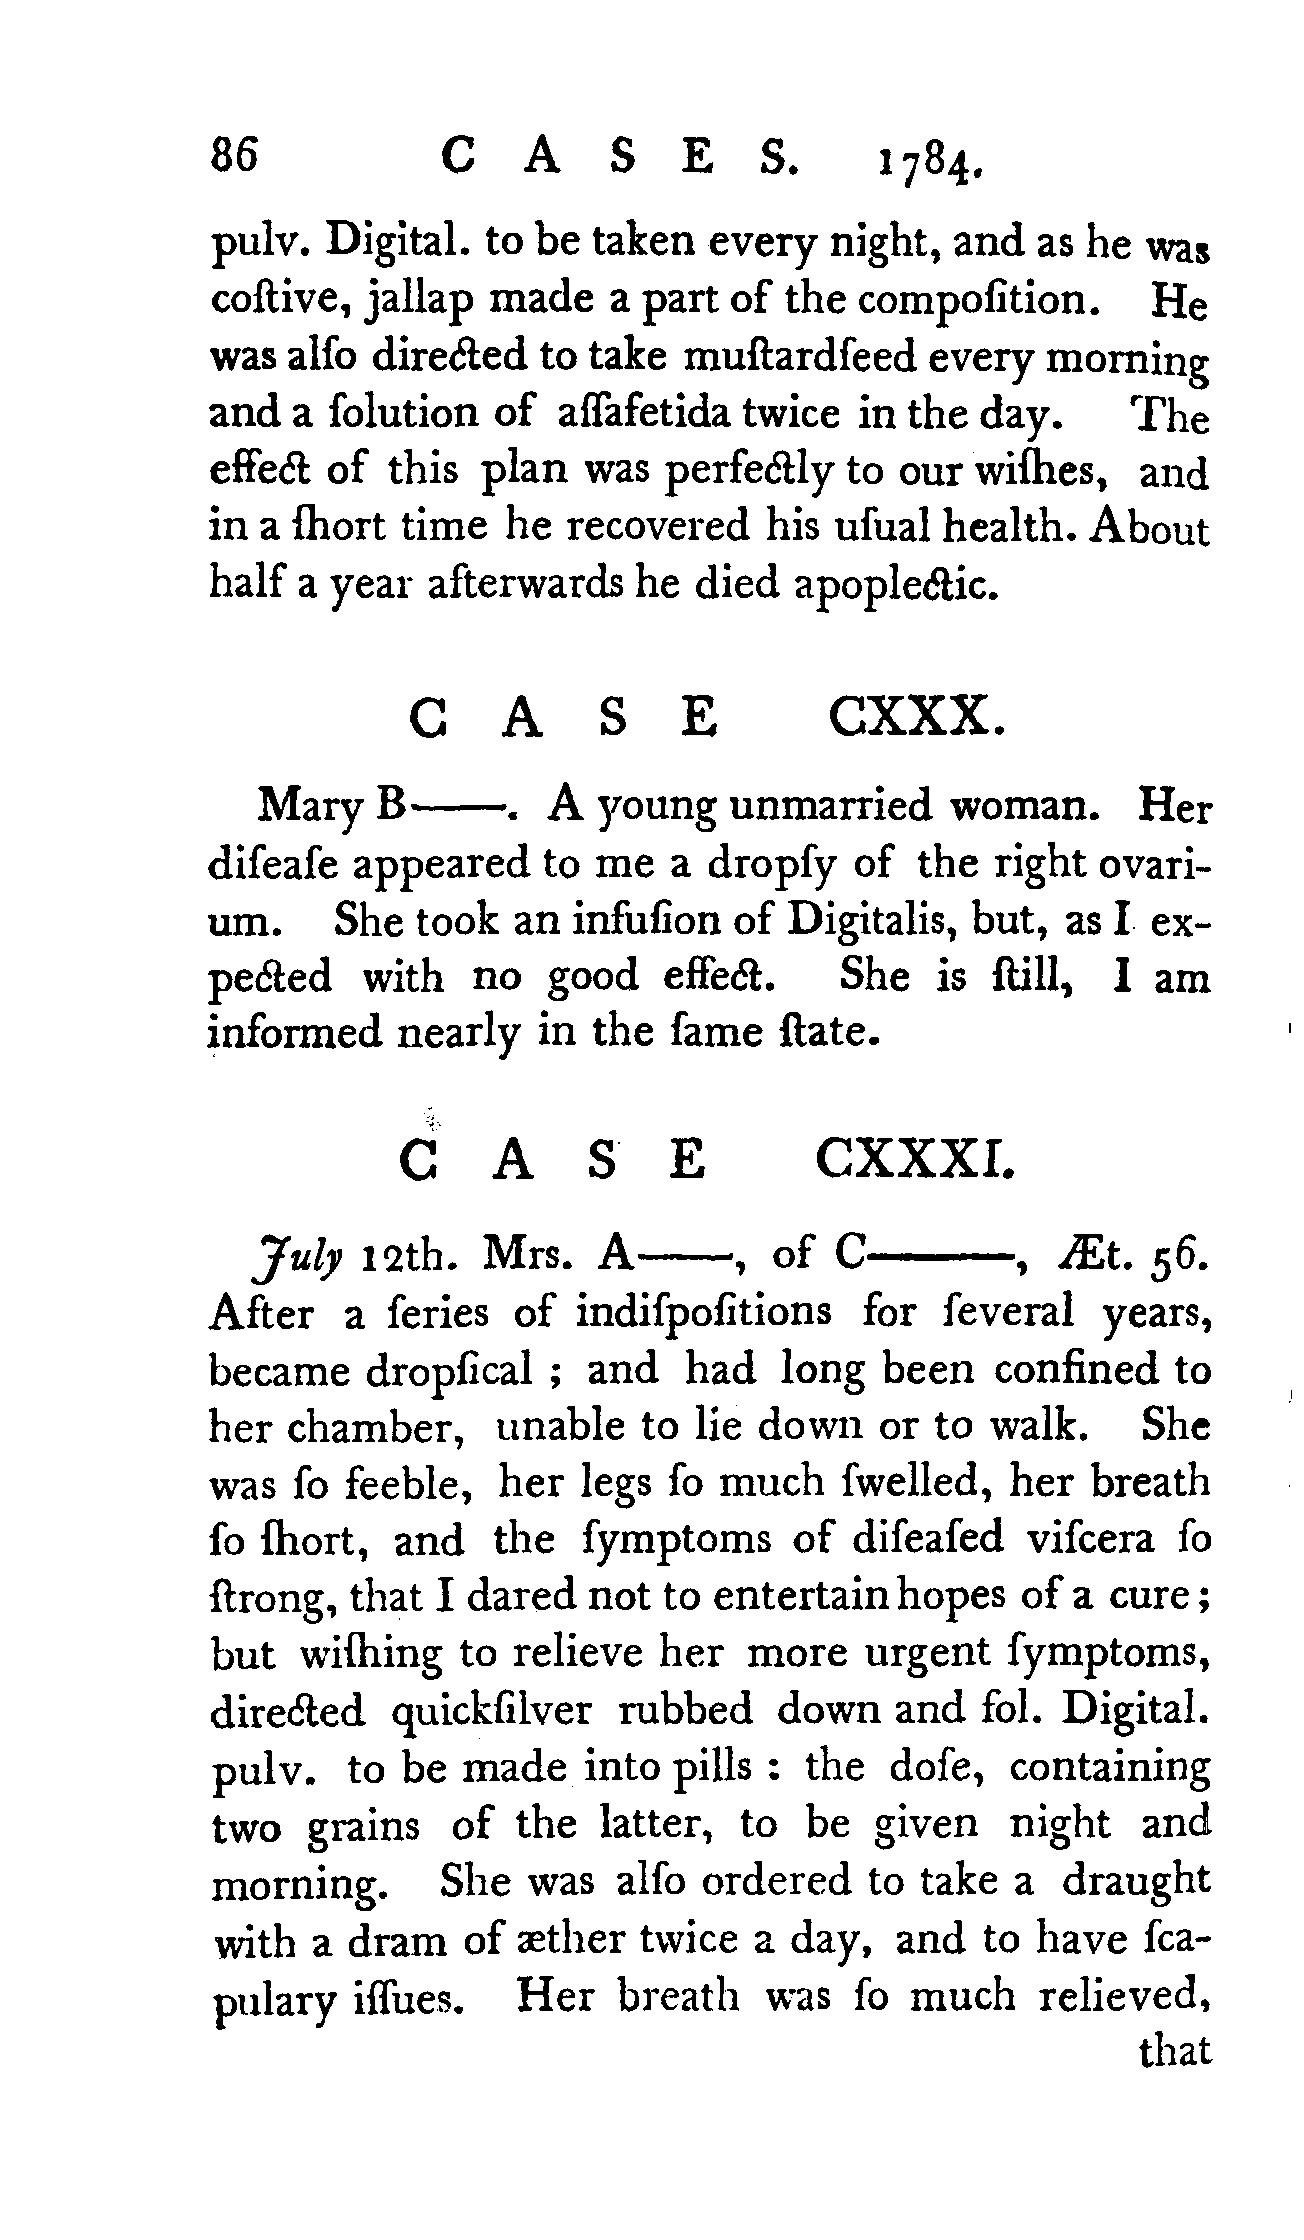 86 C A S E S. 1784.
pulv. Digital. to be taken every night, and as he was
coſtive, jallap made a part of the compoſition. He
was alſo directed to take muſtardſeed every morning
and a ſolution of aſſafetida twice in the day. The
effect of this plan was perfectly to our wiſhes, and
in a ſhort time he recovered his uſual health. About
half a year afterwards he died apoplectic.
C A S E CXXX.
Mary B——. A young unmarried woman. Her
diſeaſe appeared to me a dropſy of the right ovari-
um. She took an infuſion of Digitalis, but, as I ex-
pected with no good effect. She is ſtill, I am
informed nearly in the ſame ſtate.
C A S E CXXXI.
July 12th. Mrs. A——, of C———, Æt. 56.
After a ſeries of indiſpoſitions for ſeveral years,
became dropſical ; and had long been confined to
her chamber, unable to lie down or to walk. She
was ſo feeble, her legs ſo much ſwelled, her breath
ſo ſhort, and the ſymptoms of diſeaſed viſcera ſo
ſtrong, that I dared not to entertain hopes of a cure ;
but wiſhing to relieve her more urgent ſymptoms,
directed quickſilver rubbed down and fol. Digital.
pulv. to be made into pills : the doſe, containing
two grains of the latter, to be given night and
morning. She was alſo ordered to take a draught
with a dram of æther twice a day, and to have ſca-
pulary iſſues. Her breath was ſo much relieved,
that